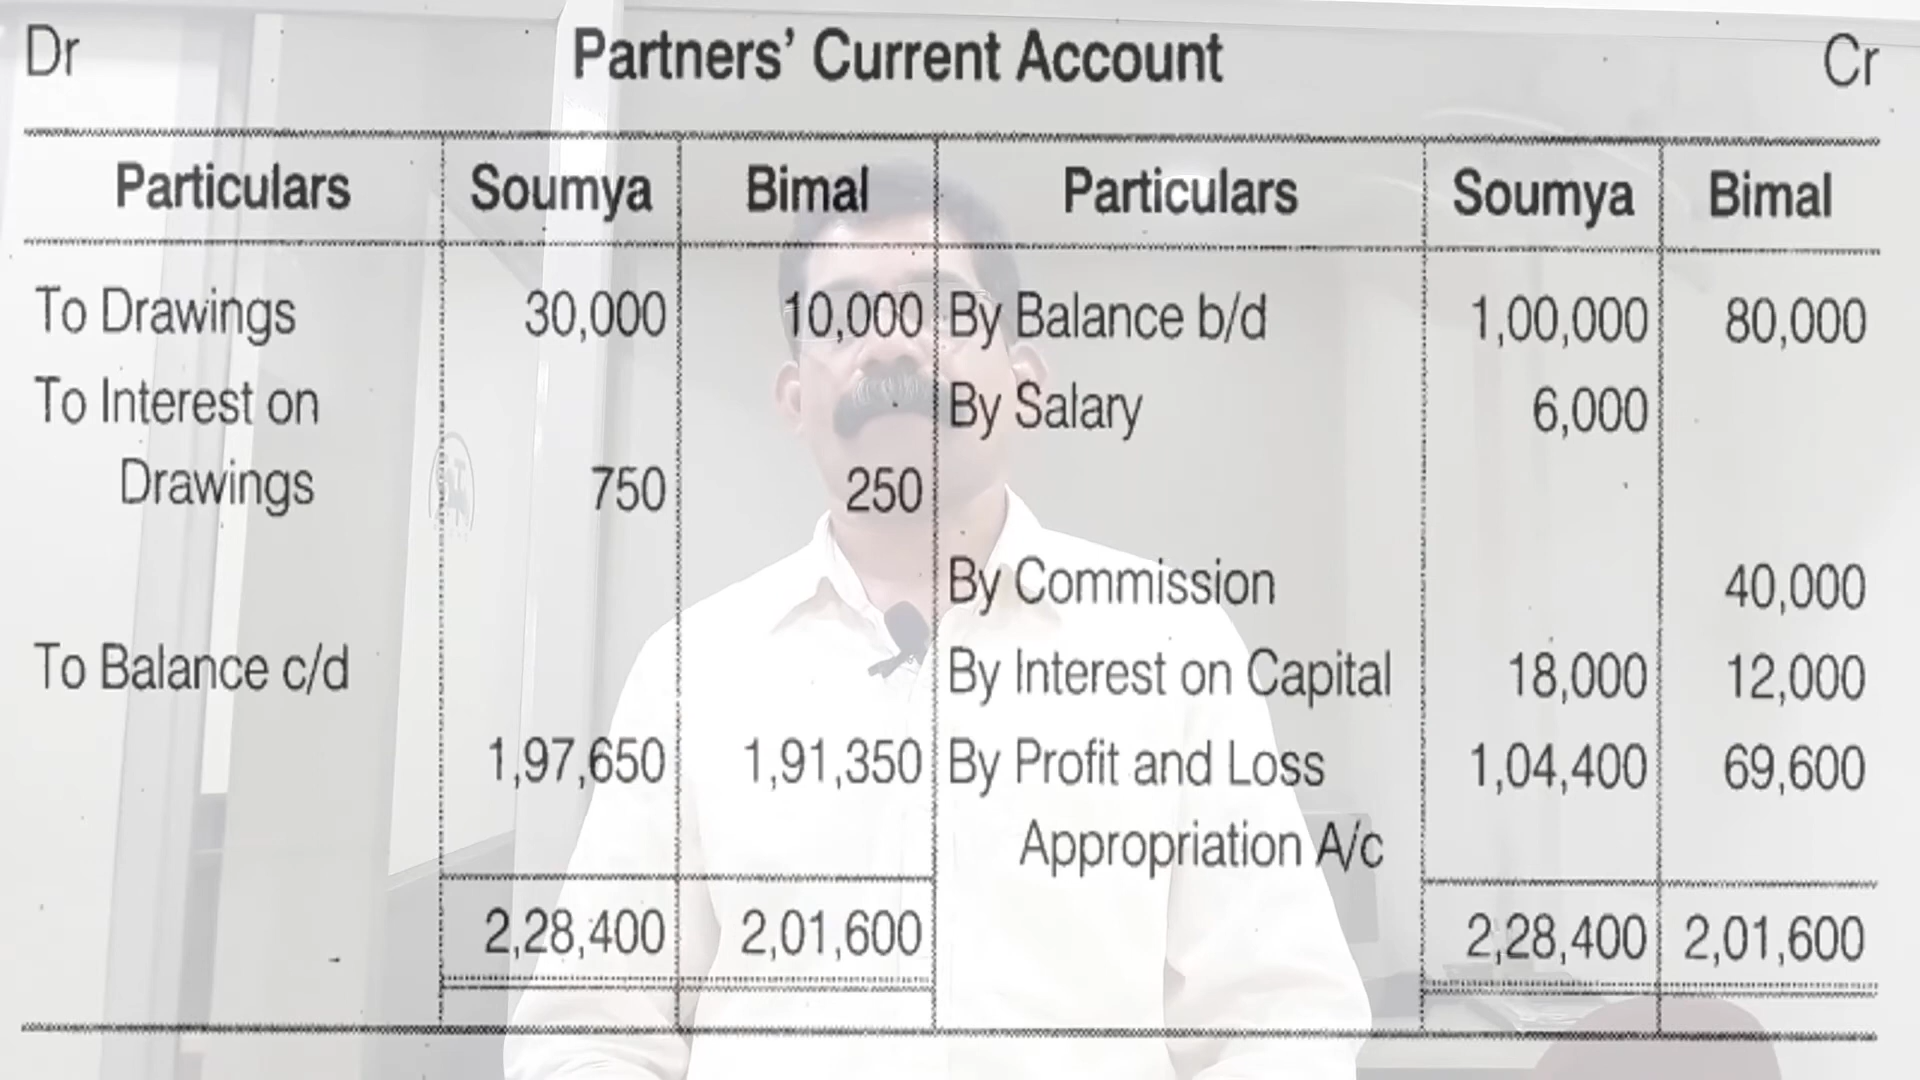 Dr Partners' Current Account Cr
Particulars Soumya Bimal Particulars Soumya Bimal
To Drawings 30,000 10,000 By Balance b/d 1,00,000 80,000
To Interest on By Salary 6,000
Drawings 750 250
By Commission 40,000
To Balance c/d By Interest on Capital 18,000 12,000
1,97,650 1,91,350 By Profit and Loss 1,04,400 69,600
Appropriation A/c
2,28,400 2,01,600 2,28,400 2,01,600